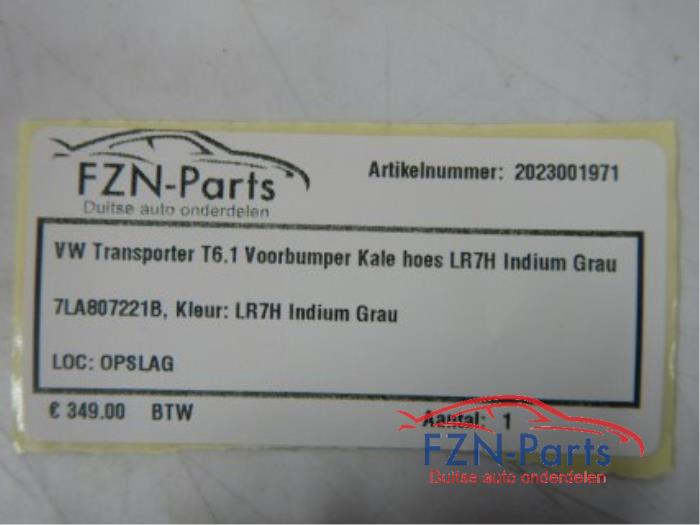 FZN-Parts
Duitse auto onderdelen
Artikelnummer: 2023001971
VW Transporter T6.1 Voorbumper Kale hoes LR7H Indium Grau
7LA807221B, Kleur: LR7H Indium Grau
LOC: OPSLAG
€ 349.00 BTW
Aantal: 1
FZN-Parts
Duitse auto onderdelen